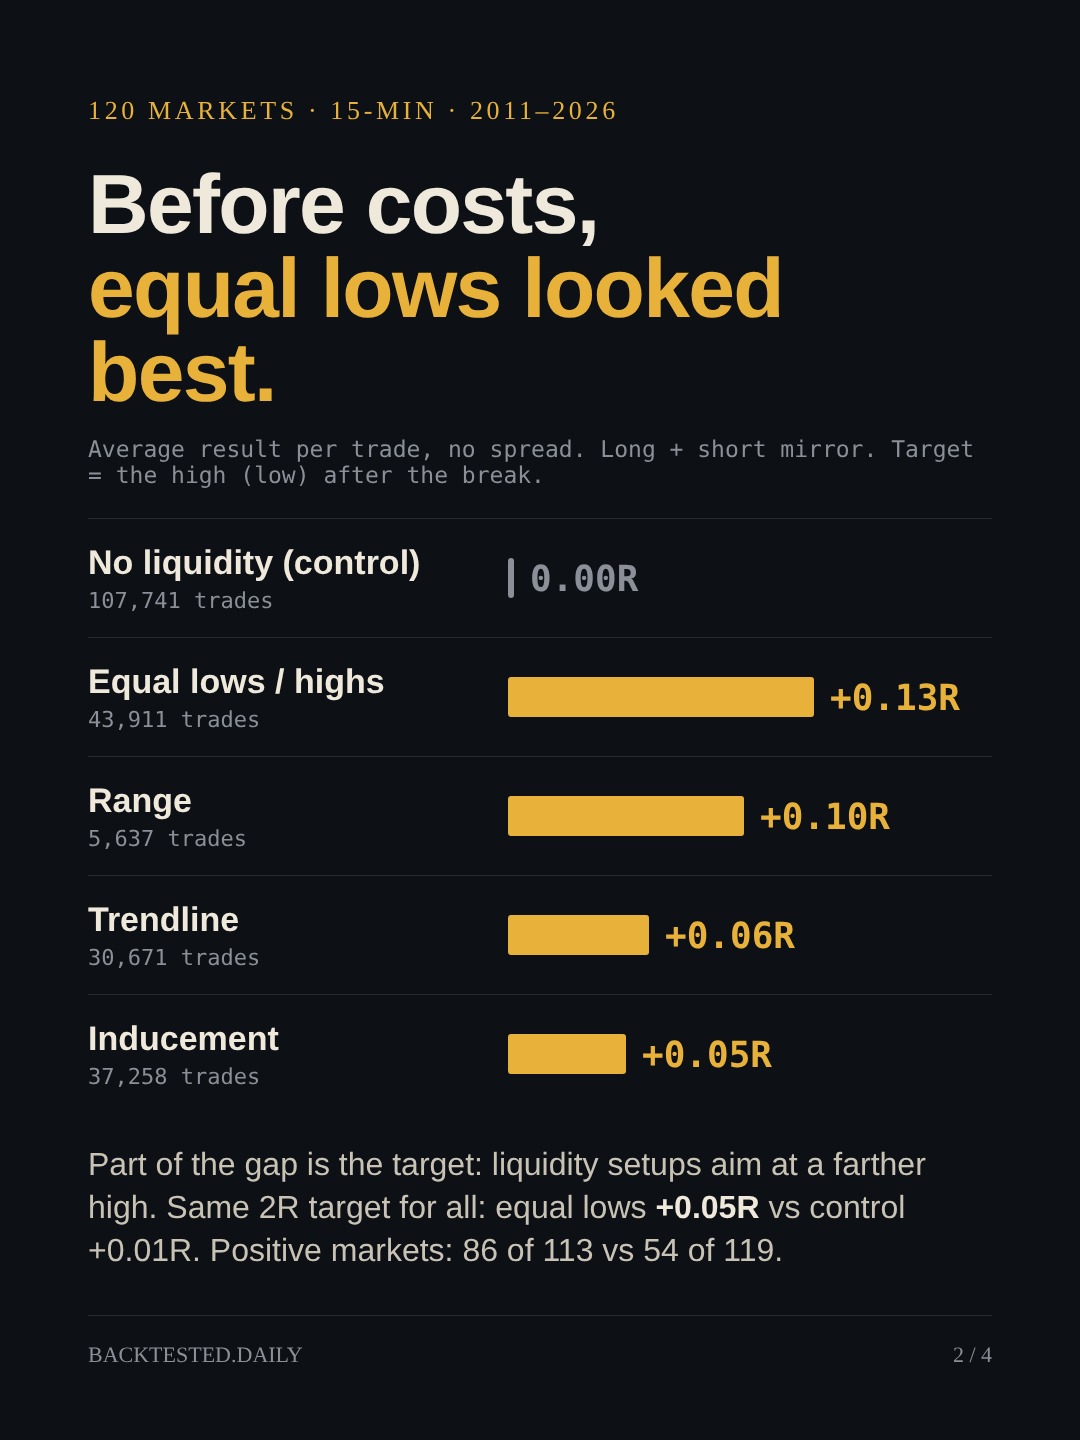 120 MARKETS · 15-MIN · 2011–2026
Before costs,
equal lows looked
best.
Average result per trade, no spread. Long + short mirror. Target
= the high (low) after the break.
No liquidity (control)
107,741 trades
0.00R
Equal lows / highs
43,911 trades
+0.13R
Range
5,637 trades
+0.10R
Trendline
30,671 trades
+0.06R
Inducement
37,258 trades
+0.05R
Part of the gap is the target: liquidity setups aim at a farther
high. Same 2R target for all: equal lows +0.05R vs control
+0.01R. Positive markets: 86 of 113 vs 54 of 119.
BACKTESTED.DAILY
2 / 4